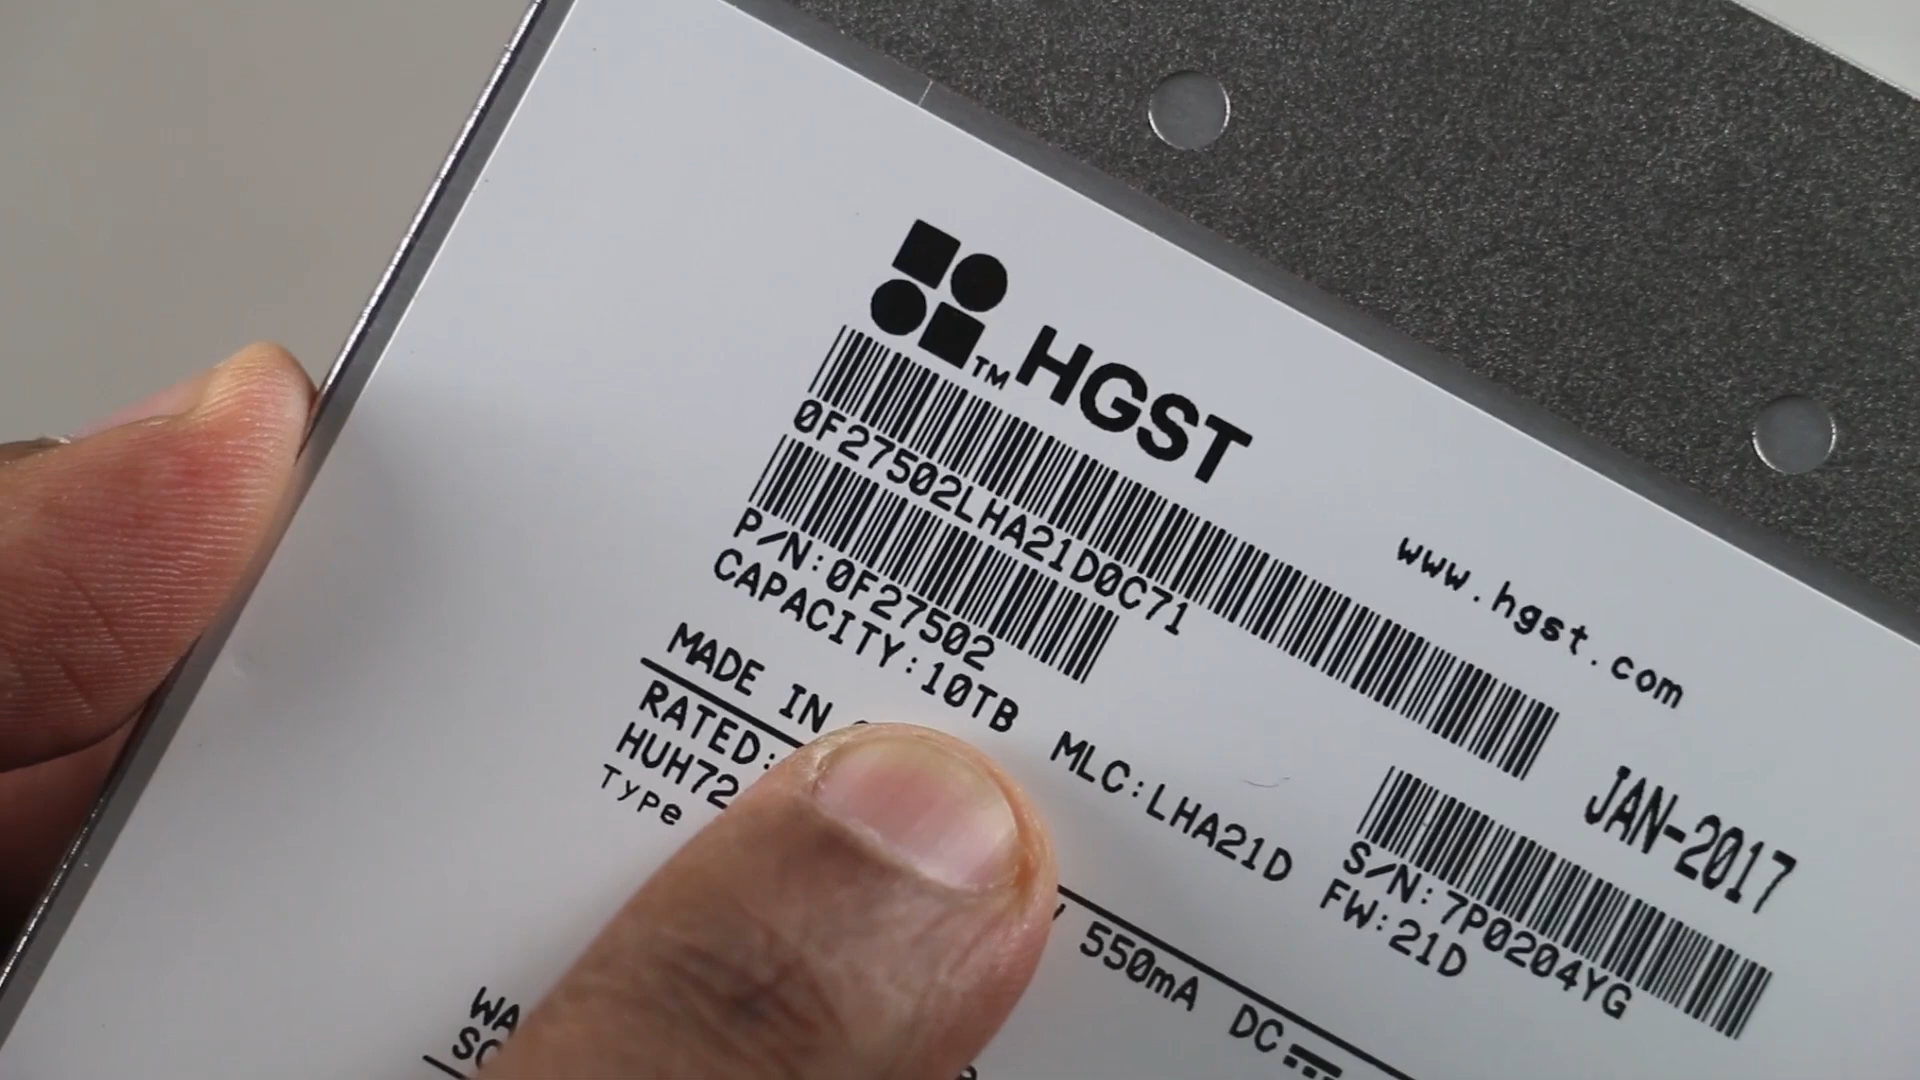 ™ HGST
www.hgst.com
0F27502LHA21D0C71
P/N:0F27502
CAPACITY:10TB MLC:LHA21D
JAN-2017
S/N:7P0204YG
FW:21D
MADE IN
RATED: 550mA DC
HUH72
Type